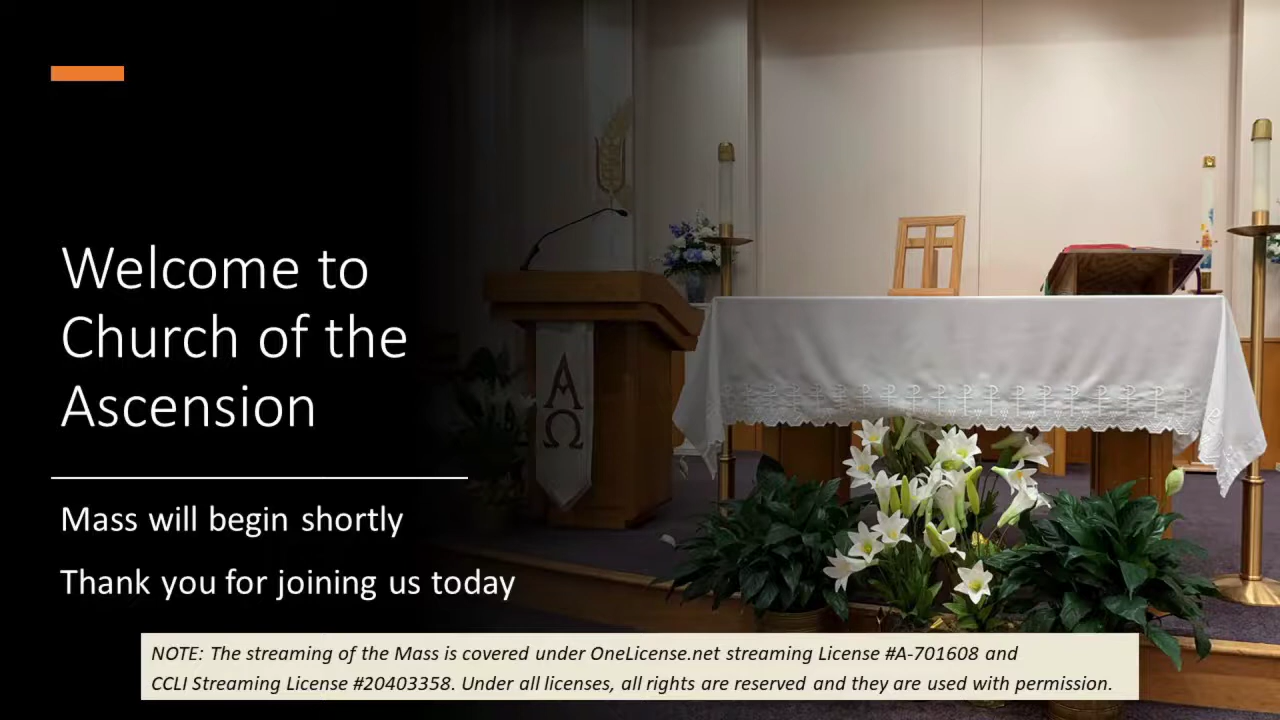 Welcome to
Church of the
Ascension
Mass will begin shortly
Thank you for joining us today
Α
Ω
NOTE: The streaming of the Mass is covered under OneLicense.net streaming License #A-701608 and
CCLI Streaming License #20403358. Under all licenses, all rights are reserved and they are used with permission.